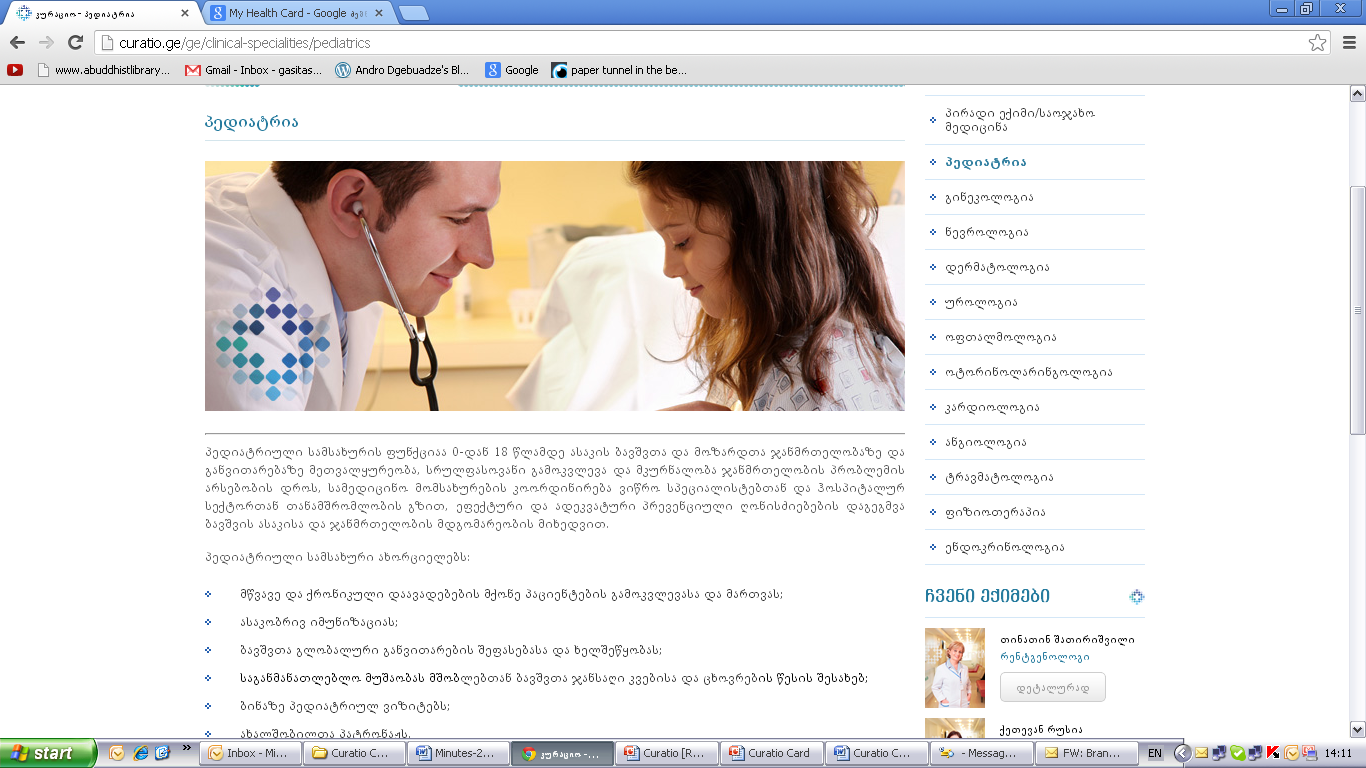 კურაციო - პედიატრია
My Health Card - Google
curatio.ge/ge/clinical-specialities/pediatrics
www.abuddhistlibrary...
Gmail - Inbox - gasitas...
Andro Dgebuadze's Bl...
Google
paper tunnel in the be...
პედიატრია
პედიატრიული სამსახურის ფუნქციაა 0-დან 18 წლამდე ასაკის ბავშვთა და მოზარდთა ჯანმრთელობაზე და
განვითარებაზე მეთვალყურეობა, სრულფასოვანი გამოკვლევა და მკურნალობა ჯანმრთელობის პრობლემის
არსებობის დროს, სამედიცინო მომსახურების კოორდინირება ვიწრო სპეციალისტებთან და ჰოსპიტალურ
სექტორთან თანამშრომლობის გზით, ეფექტური და ადეკვატური პრევენციული ღონისძიებების დაგეგმვა
ბავშვის ასაკისა და ჯანმრთელობის მდგომარეობის მიხედვით.
პედიატრიული სამსახური ახორციელებს:
მწვავე და ქრონიკული დაავადებების მქონე პაციენტების გამოკვლევასა და მართვას;
ასაკობრივ იმუნიზაციას;
ბავშვთა გლობალური განვითარების შეფასებასა და ხელშეწყობას;
საგანმანათლებლო მუშაობას მშობლებთან ბავშვთა ჯანსაღი კვებისა და ცხოვრების წესის შესახებ;
ბინაზე პედიატრიულ ვიზიტებს;
ახალშობილთა პატრონაჟს.
პირადი ექიმი/საოჯახო
მედიცინა
პედიატრია
გინეკოლოგია
ნევროლოგია
დერმატოლოგია
უროლოგია
ოფთალმოლოგია
ოტორინოლარინგოლოგია
კარდიოლოგია
ანგიოლოგია
ტრავმატოლოგია
ფიზიოთერაპია
ენდოკრინოლოგია
ჩვენი ექიმები
თინათინ შათირიშვილი
რენტგენოლოგი
დეტალურად
ქეთევან რუსია
start
Inbox - Mi...
Curatio C...
Minutes-2...
კურაციო -...
Curatio [R...
Curatio Card
Curatio C...
- Messag...
FW: Bran...
EN
14:11